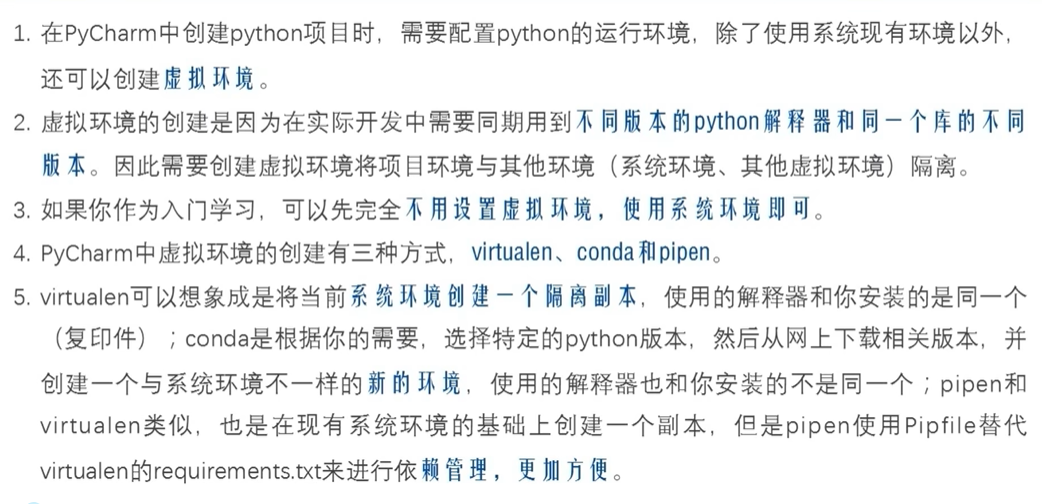 1. 在PyCharm中创建python项目时，需要配置python的运行环境，除了使用系统现有环境以外，
还可以创建虚拟环境。
2. 虚拟环境的创建是因为在实际开发中需要同期用到不同版本的python解释器和同一个库的不同
版本。因此需要创建虚拟环境将项目环境与其他环境（系统环境、其他虚拟环境）隔离。
3. 如果你作为入门学习，可以先完全不用设置虚拟环境，使用系统环境即可。
4. PyCharm中虚拟环境的创建有三种方式，virtualen、conda和pipen。
5. virtualen可以想象成是将当前系统环境创建一个隔离副本，使用的解释器和你安装的是同一个
（复印件）；conda是根据你的需要，选择特定的python版本，然后从网上下载相关版本，并
创建一个与系统环境不一样的新的环境，使用的解释器也和你安装的不是同一个；pipen和
virtualen类似，也是在现有系统环境的基础上创建一个副本，但是pipen使用Pipfile替代
virtualen的requirements.txt来进行依赖管理，更加方便。